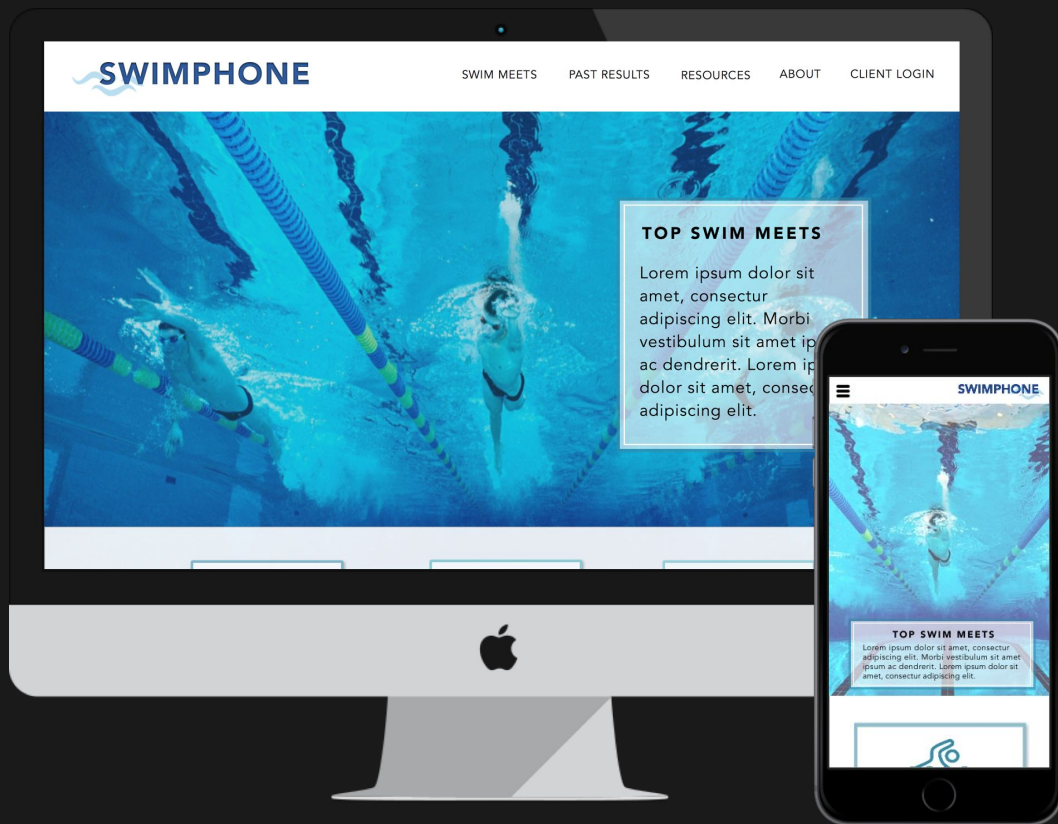 SWIMPHONE
SWIM MEETS PAST RESULTS RESOURCES ABOUT CLIENT LOGIN
TOP SWIM MEETS
Lorem ipsum dolor sit
amet, consectur
adipiscing elit. Morbi
vestibulum sit amet ip
ac dendrerit. Lorem ip
dolor sit amet, consec
adipiscing elit.
SWIMPHONE
TOP SWIM MEETS
Lorem ipsum dolor sit amet, consectur
adipiscing elit. Morbi vestibulum sit amet
ipsum ac dendrerit. Lorem ipsum dolor sit
amet, consectur adipiscing elit.